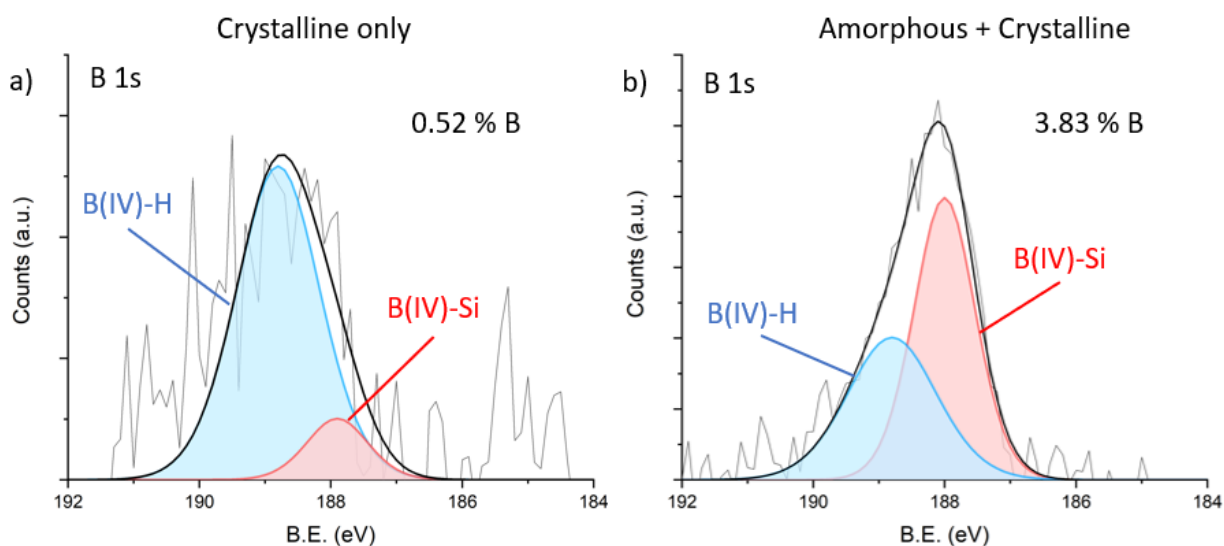 Crystalline only
a)
B 1s
0.52 % B
B(IV)-H
B(IV)-Si
Counts (a.u.)
192
190
188
186
184
B.E. (eV)
Amorphous + Crystalline
b)
B 1s
3.83 % B
B(IV)-Si
B(IV)-H
Counts (a.u.)
192
190
188
186
184
B.E. (eV)